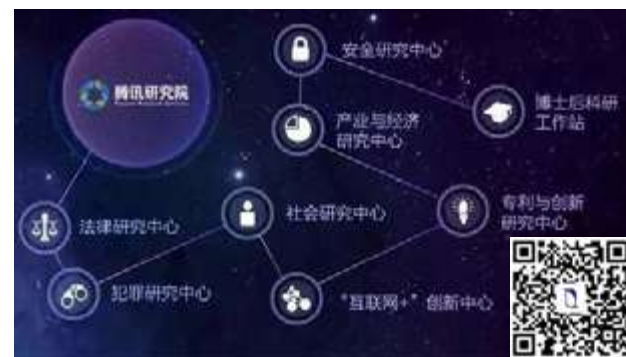 腾讯研究院
安全研究中心
博士后科研
工作站
产业与经济
研究中心
专利与创新
研究中心
社会研究中心
法律研究中心
犯罪研究中心
“互联网+”创新中心